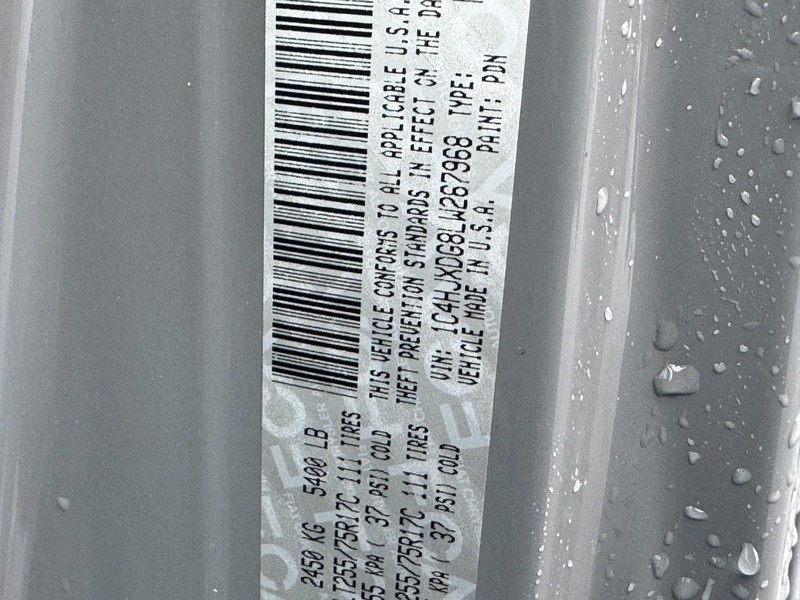 2450 KG 5400 LB
LT255/75R17C 111 TIRES
KPA ( 37 PSI) COLD
255/75R17C 111 TIRES
KPA ( 37 PSI) COLD
THIS VEHICLE CONFORMS TO ALL APPLICABLE U.S.A.
THEFT PREVENTION STANDARDS IN EFFECT ON THE DA
VIN: 1C4HJXDG8LW267968 TYPE:
VEHICLE MADE IN U.S.A. PAINT: PDN